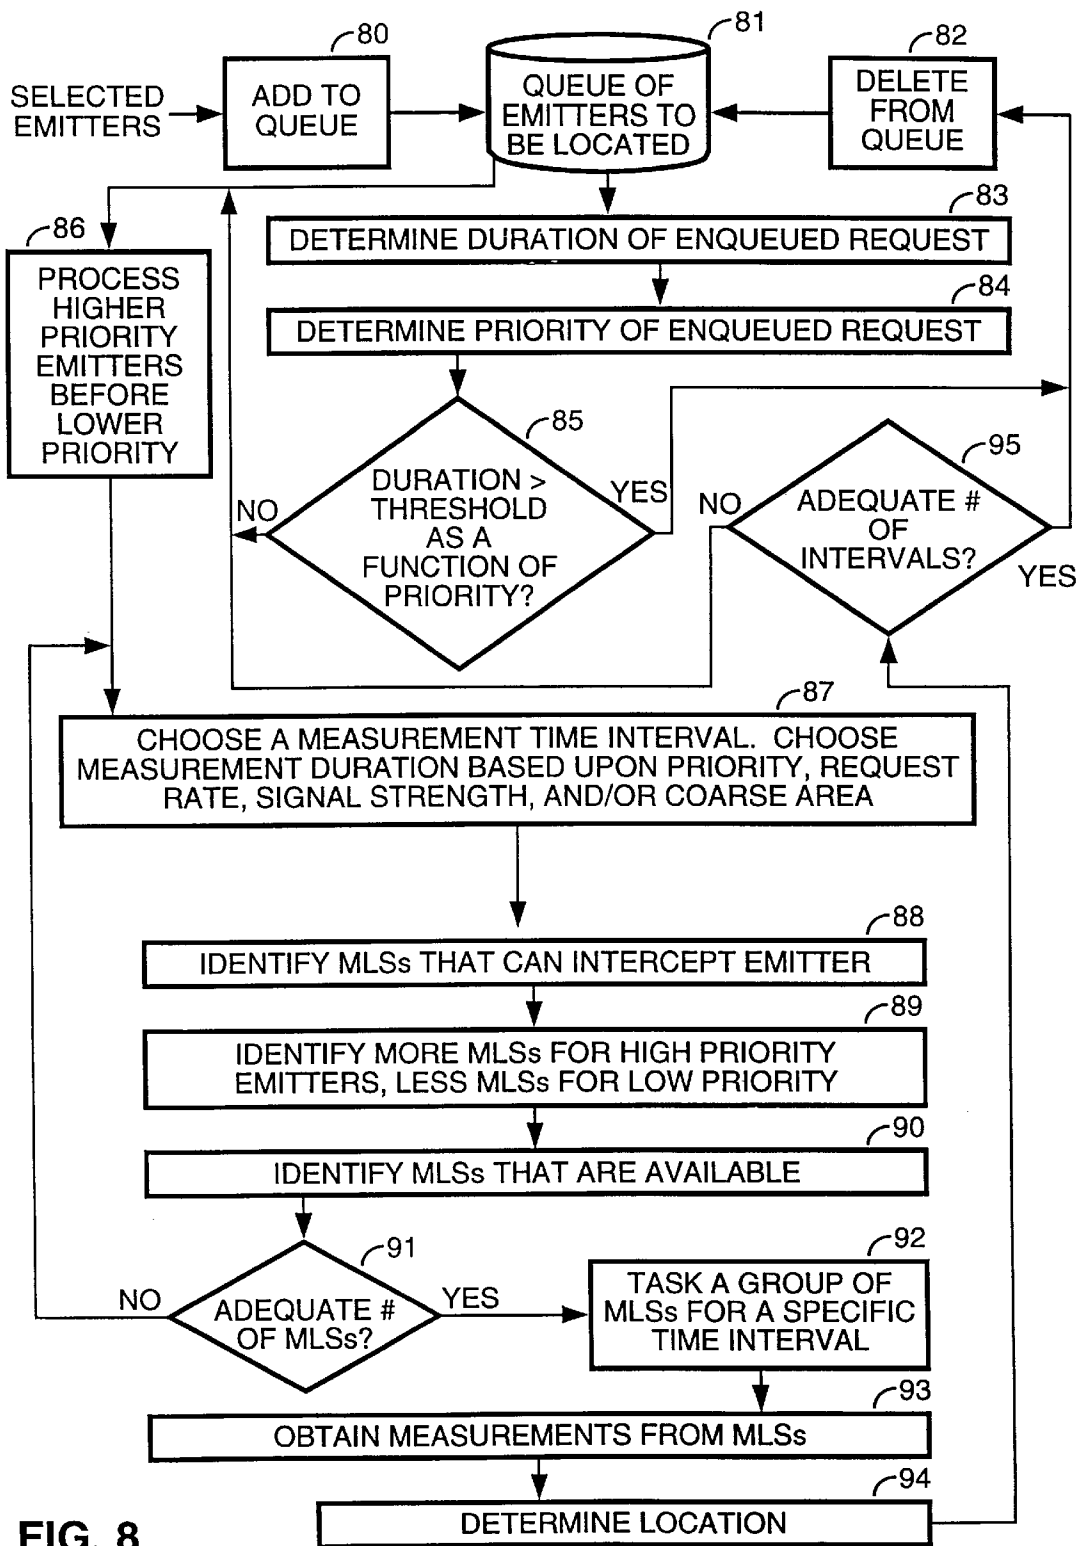 80
81
82
SELECTED
EMITTERS
ADD TO
QUEUE
QUEUE OF
EMITTERS TO
BE LOCATED
DELETE
FROM
QUEUE
83
DETERMINE DURATION OF ENQUEUED REQUEST
84
DETERMINE PRIORITY OF ENQUEUED REQUEST
86
PROCESS
HIGHER
PRIORITY
EMITTERS
BEFORE
LOWER
PRIORITY
85
DURATION >
THRESHOLD
AS A
FUNCTION OF
PRIORITY?
NO
YES
95
ADEQUATE #
OF
INTERVALS?
NO
YES
87
CHOOSE A MEASUREMENT TIME INTERVAL. CHOOSE
MEASUREMENT DURATION BASED UPON PRIORITY, REQUEST
RATE, SIGNAL STRENGTH, AND/OR COARSE AREA
88
IDENTIFY MLSs THAT CAN INTERCEPT EMITTER
89
IDENTIFY MORE MLSs FOR HIGH PRIORITY
EMITTERS, LESS MLSs FOR LOW PRIORITY
90
IDENTIFY MLSs THAT ARE AVAILABLE
91
ADEQUATE #
OF MLSs?
NO
YES
92
TASK A GROUP OF
MLSs FOR A SPECIFIC
TIME INTERVAL
93
OBTAIN MEASUREMENTS FROM MLSs
94
DETERMINE LOCATION
FIG. 8